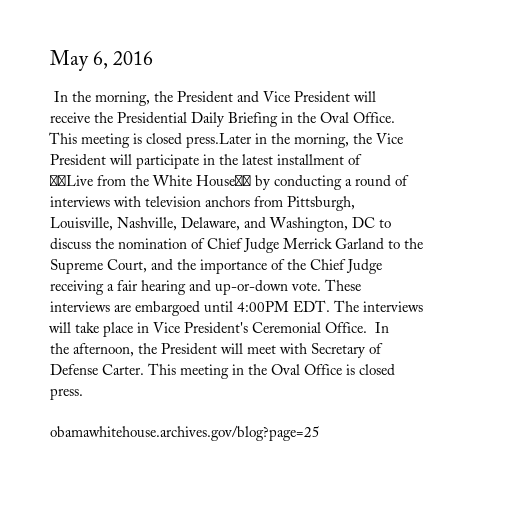 May 6, 2016
In the morning, the President and Vice President will
receive the Presidential Daily Briefing in the Oval Office.
This meeting is closed press.Later in the morning, the Vice
President will participate in the latest installment of
Live from the White House by conducting a round of
interviews with television anchors from Pittsburgh,
Louisville, Nashville, Delaware, and Washington, DC to
discuss the nomination of Chief Judge Merrick Garland to the
Supreme Court, and the importance of the Chief Judge
receiving a fair hearing and up-or-down vote. These
interviews are embargoed until 4:00PM EDT. The interviews
will take place in Vice President's Ceremonial Office.  In
the afternoon, the President will meet with Secretary of
Defense Carter. This meeting in the Oval Office is closed
press.
obamawhitehouse.archives.gov/blog?page=25